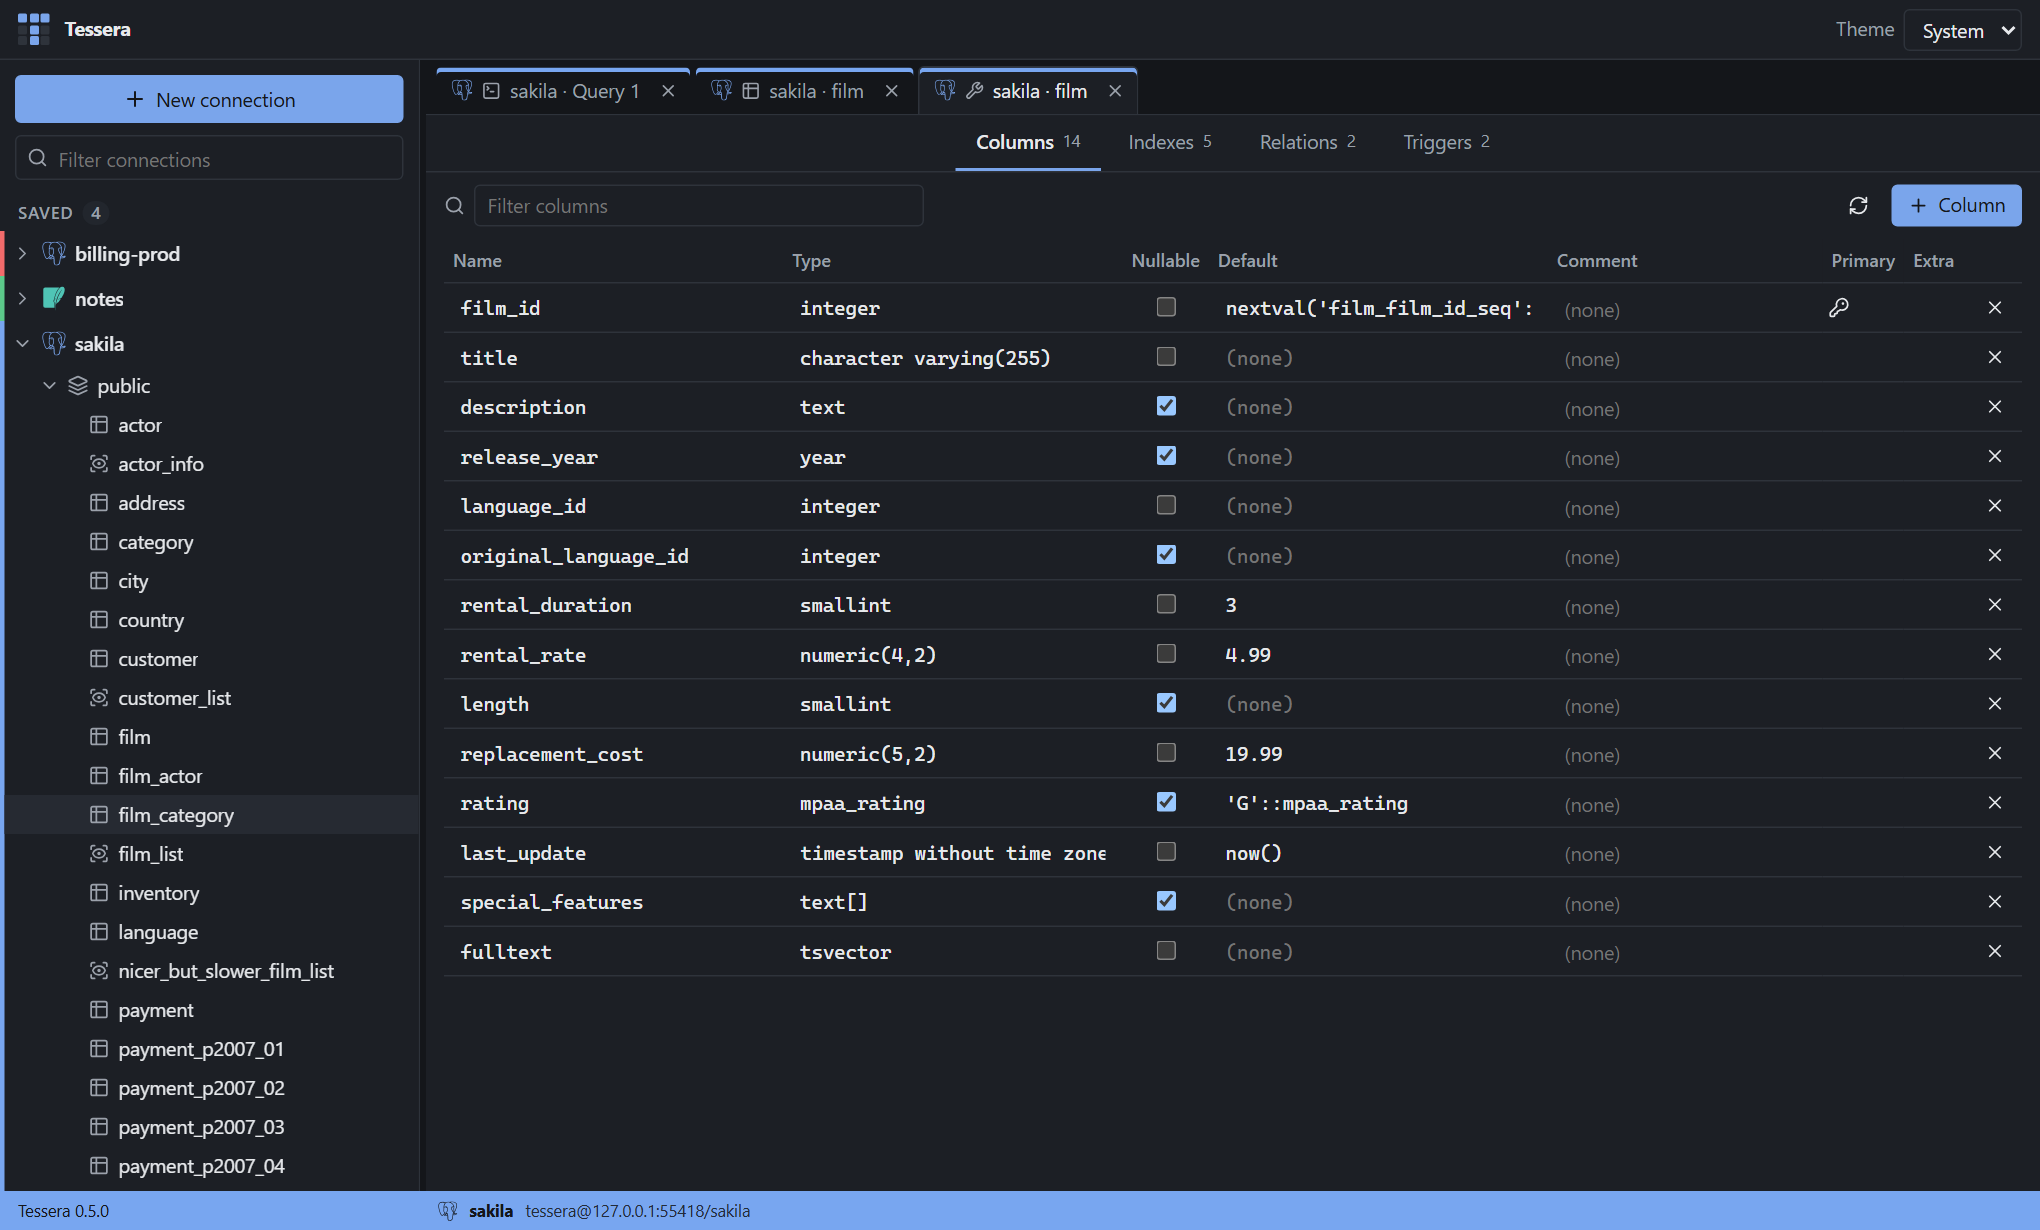 Tessera
Theme System
New connection
Filter connections
SAVED 4
billing-prod
notes
sakila
public
actor
actor_info
address
category
city
country
customer
customer_list
film
film_actor
film_category
film_list
inventory
language
nicer_but_slower_film_list
payment
payment_p2007_01
payment_p2007_02
payment_p2007_03
payment_p2007_04
sakila · Query 1
sakila · film
sakila · film
Columns 14 Indexes 5 Relations 2 Triggers 2
Filter columns
Column
Name Type Nullable Default Comment Primary Extra
film_id integer nextval('film_film_id_seq': (none)
title character varying(255) (none) (none)
description text (none) (none)
release_year year (none) (none)
language_id integer (none) (none)
original_language_id integer (none) (none)
rental_duration smallint 3 (none)
rental_rate numeric(4,2) 4.99 (none)
length smallint (none) (none)
replacement_cost numeric(5,2) 19.99 (none)
rating mpaa_rating 'G'::mpaa_rating (none)
last_update timestamp without time zone now() (none)
special_features text[] (none) (none)
fulltext tsvector (none) (none)
Tessera 0.5.0
sakila tessera@127.0.0.1:55418/sakila